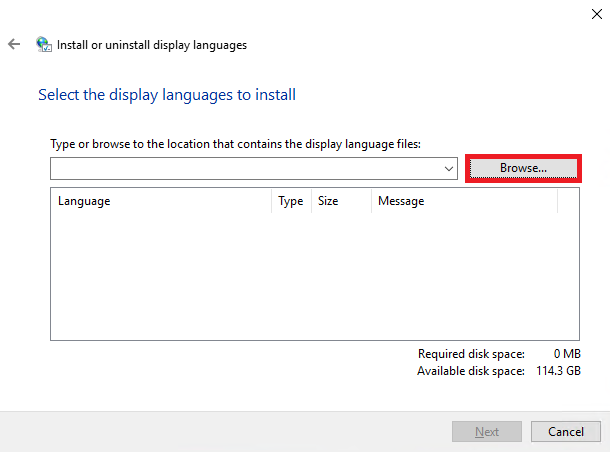 Install or uninstall display languages
Select the display languages to install
Type or browse to the location that contains the display language files:
Browse...
Language Type Size Message
Required disk space: 0 MB
Available disk space: 114.3 GB
Next Cancel